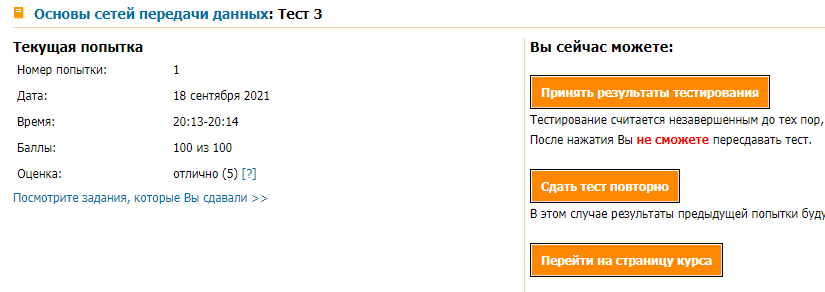 Основы сетей передачи данных: Тест 3
Текущая попытка
Номер попытки: 1
Дата: 18 сентября 2021
Время: 20:13-20:14
Баллы: 100 из 100
Оценка: отлично (5) [?]
Посмотрите задания, которые Вы сдавали >>
Вы сейчас можете:
Принять результаты тестирования
Тестирование считается незавершенным до тех пор,
После нажатия Вы не сможете пересдавать тест.
Сдать тест повторно
В этом случае результаты предыдущей попытки буду
Перейти на страницу курса